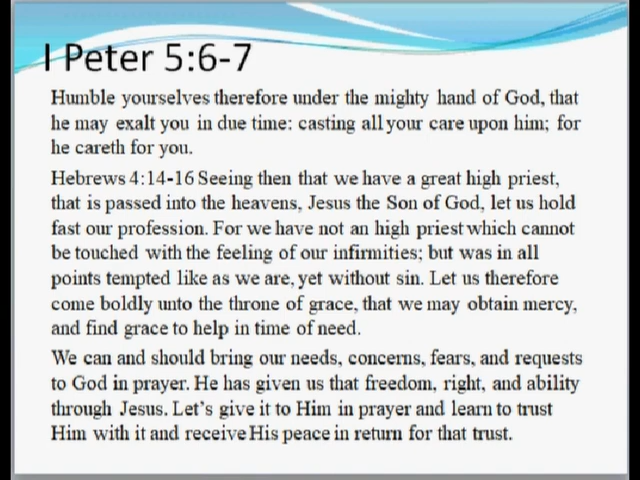 I Peter 5:6-7
Humble yourselves therefore under the mighty hand of God, that
he may exalt you in due time: casting all your care upon him; for
he careth for you.
Hebrews 4:14-16 Seeing then that we have a great high priest,
that is passed into the heavens, Jesus the Son of God, let us hold
fast our profession. For we have not an high priest which cannot
be touched with the feeling of our infirmities; but was in all
points tempted like as we are, yet without sin. Let us therefore
come boldly unto the throne of grace, that we may obtain mercy,
and find grace to help in time of need.
We can and should bring our needs, concerns, fears, and requests
to God in prayer. He has given us that freedom, right, and ability
through Jesus. Let's give it to Him in prayer and learn to trust
Him with it and receive His peace in return for that trust.